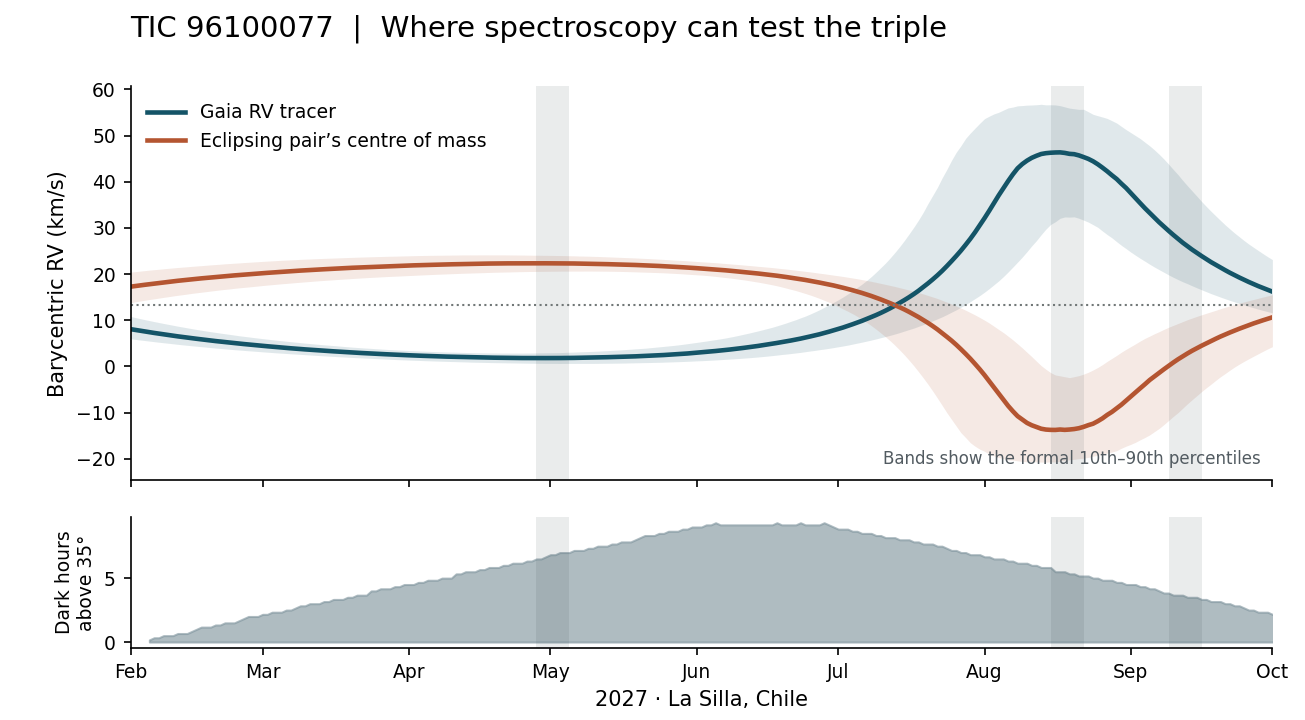 TIC 96100077 | Where spectroscopy can test the triple
Barycentric RV (km/s)
60
50
40
30
20
10
0
−10
−20
Gaia RV tracer
Eclipsing pair’s centre of mass
Bands show the formal 10th–90th percentiles
Dark hours
above 35°
5
0
Feb Mar Apr May Jun Jul Aug Sep Oct
2027 · La Silla, Chile